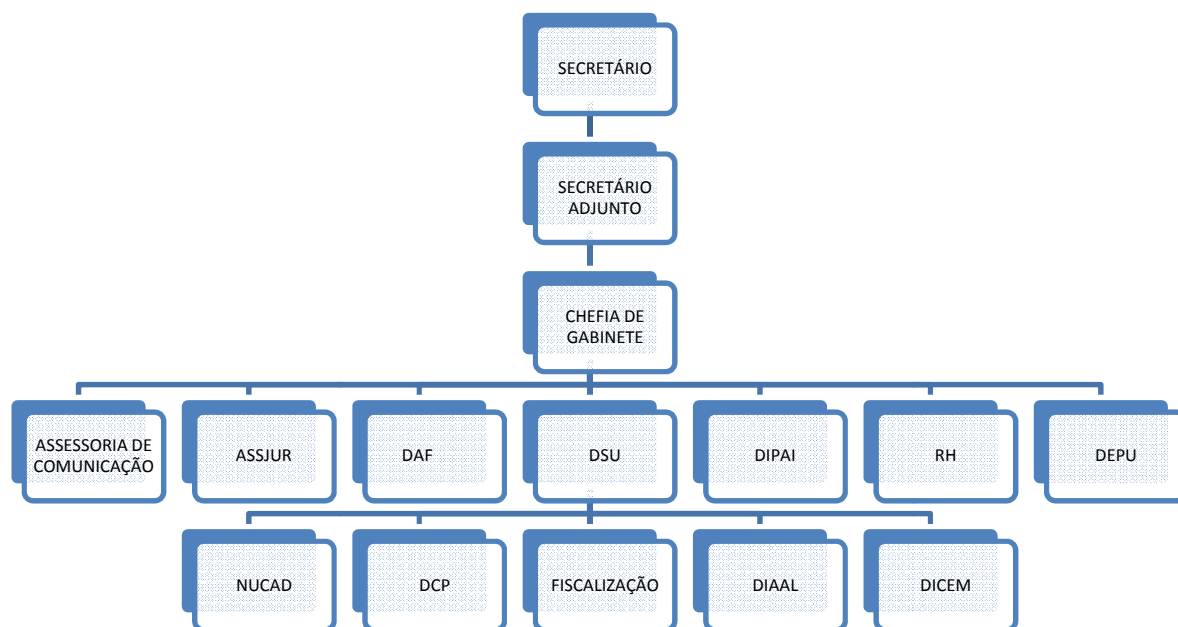 SECRETÁRIO
SECRETÁRIO
ADJUNTO
CHEFIA DE
GABINETE
ASSESSORIA DE
COMUNICAÇÃO
ASSJUR
DAF
DSU
DIPAI
RH
DEPU
NUCAD
DCP
FISCALIZAÇÃO
DIAAL
DICEM